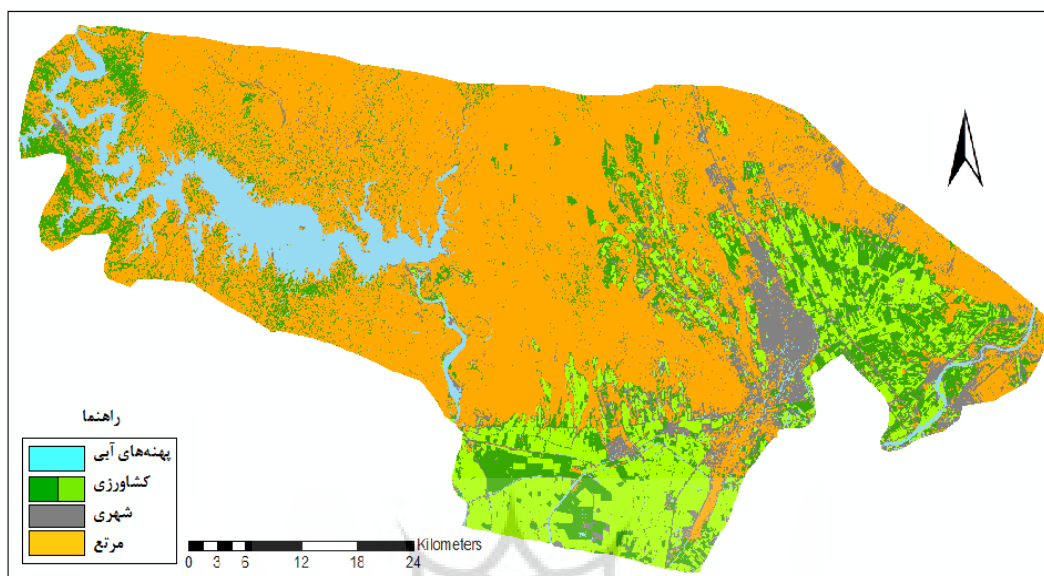 راهنما
پهنه‌های آبی
کشاورزی
شهری
مرتع
0 3 6 12 18 24 Kilometers